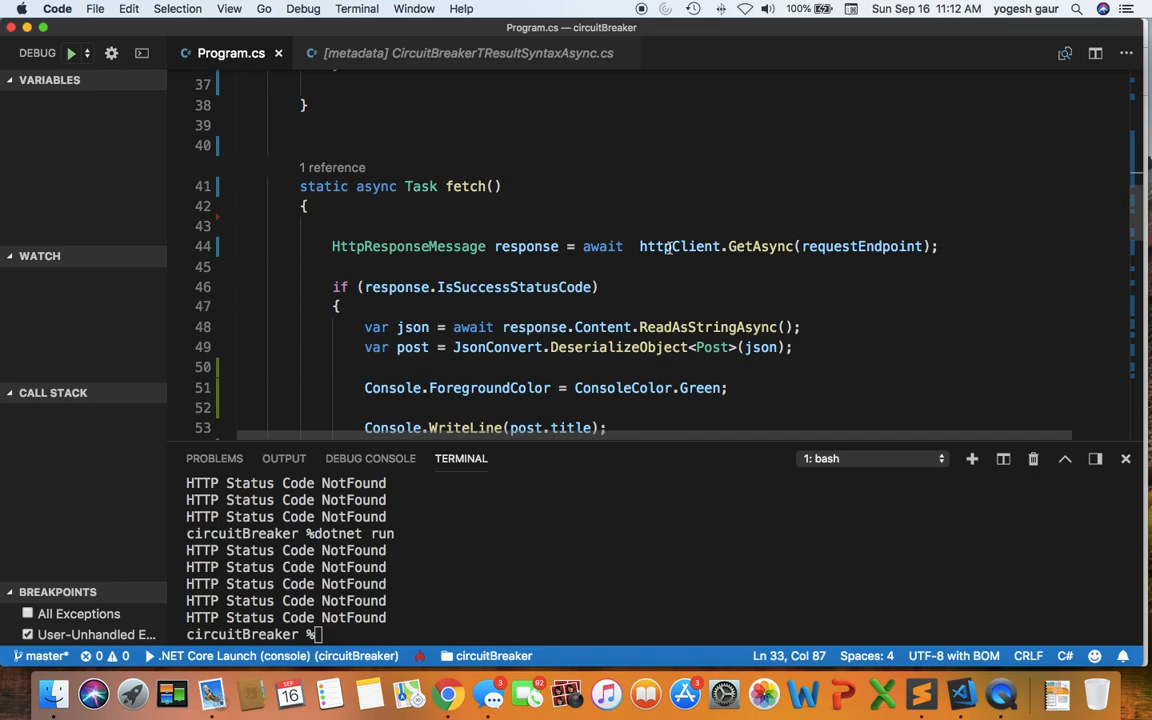 Code File Edit Selection View Go Debug Terminal Window Help 100% Sun Sep 16 11:12 AM yogesh gaur
Program.cs — circuitBreaker
DEBUG
C# Program.cs × C# [metadata] CircuitBreakerTResultSyntaxAsync.cs
VARIABLES
WATCH
CALL STACK
BREAKPOINTS
All Exceptions
User-Unhandled E...
37
38 }
39
40
1 reference
41 static async Task fetch()
42 {
43
44 HttpResponseMessage response = await  httpClient.GetAsync(requestEndpoint);
45
46 if (response.IsSuccessStatusCode)
47 {
48 var json = await response.Content.ReadAsStringAsync();
49 var post = JsonConvert.DeserializeObject<Post>(json);
50
51 Console.ForegroundColor = ConsoleColor.Green;
52
53 Console.WriteLine(post.title);
PROBLEMS OUTPUT DEBUG CONSOLE TERMINAL 1: bash
HTTP Status Code NotFound
HTTP Status Code NotFound
HTTP Status Code NotFound
circuitBreaker %dotnet run
HTTP Status Code NotFound
HTTP Status Code NotFound
HTTP Status Code NotFound
HTTP Status Code NotFound
HTTP Status Code NotFound
circuitBreaker %
master* 0 0 .NET Core Launch (console) (circuitBreaker) circuitBreaker Ln 33, Col 87 Spaces: 4 UTF-8 with BOM CRLF C#
SEP
16
3
92
3